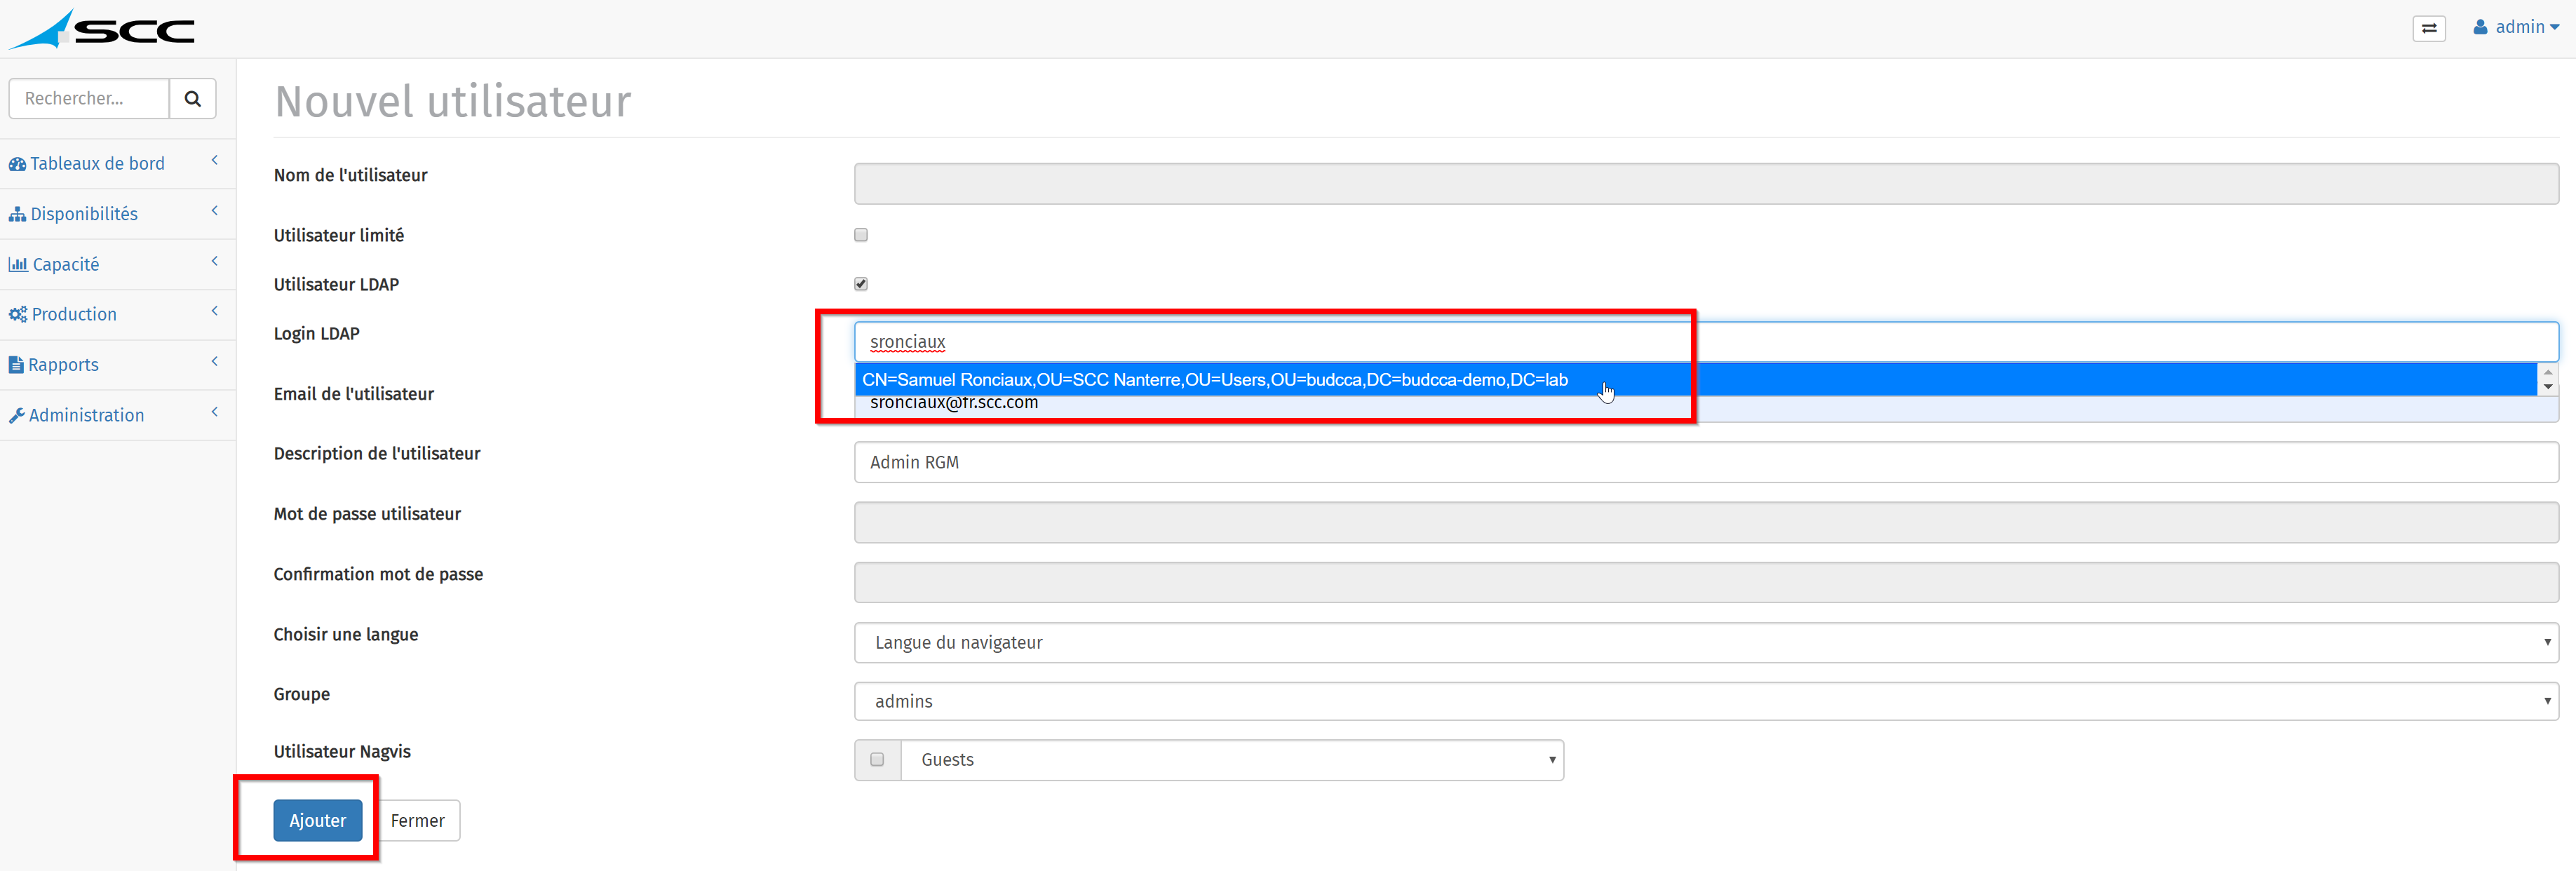 SCC
admin
Rechercher...
Tableaux de bord
Disponibilités
Capacité
Production
Rapports
Administration
Nouvel utilisateur
Nom de l'utilisateur
Utilisateur limité
Utilisateur LDAP
Login LDAP
sronciaux
CN=Samuel Ronciaux,OU=SCC Nanterre,OU=Users,OU=budcca,DC=budcca-demo,DC=lab
Email de l'utilisateur
sronciaux@fr.scc.com
Description de l'utilisateur
Admin RGM
Mot de passe utilisateur
Confirmation mot de passe
Choisir une langue
Langue du navigateur
Groupe
admins
Utilisateur Nagvis
Guests
Ajouter
Fermer